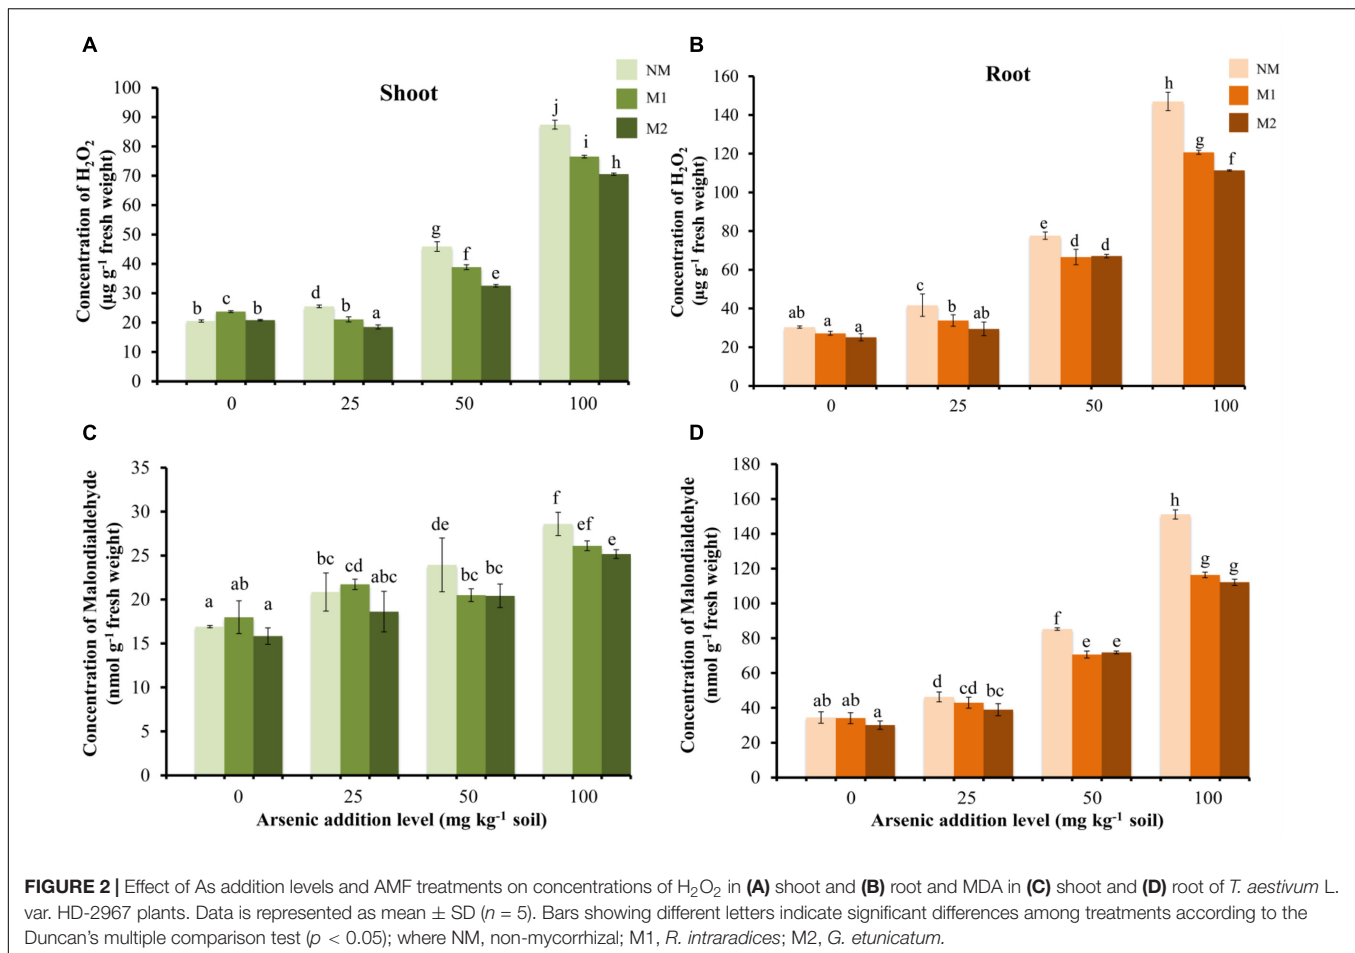 A
Shoot
NM
M1
M2
Concentration of H₂O₂
(µg g⁻¹ fresh weight)
100
90
80
70
60
50
40
30
20
10
0
b c b
d b a
g f e
j i h
0 25 50 100
B
Root
NM
M1
M2
Concentration of H₂O₂
(µg g⁻¹ fresh weight)
160
140
120
100
80
60
40
20
0
ab a a
c b ab
e d d
h g f
0 25 50 100
C
Concentration of Malondialdehyde
(nmol g⁻¹ fresh weight)
35
30
25
20
15
10
5
0
a ab a
bc cd abc
de bc bc
f ef e
0 25 50 100
Arsenic addition level (mg kg⁻¹ soil)
D
Concentration of Malondialdehyde
(nmol g⁻¹ fresh weight)
180
160
140
120
100
80
60
40
20
0
ab ab a
d cd bc
f e e
h g g
0 25 50 100
Arsenic addition level (mg kg⁻¹ soil)
FIGURE 2 | Effect of As addition levels and AMF treatments on concentrations of H₂O₂ in (A) shoot and (B) root and MDA in (C) shoot and (D) root of T. aestivum L.
var. HD-2967 plants. Data is represented as mean ± SD (n = 5). Bars showing different letters indicate significant differences among treatments according to the
Duncan's multiple comparison test (p < 0.05); where NM, non-mycorrhizal; M1, R. intraradices; M2, G. etunicatum.